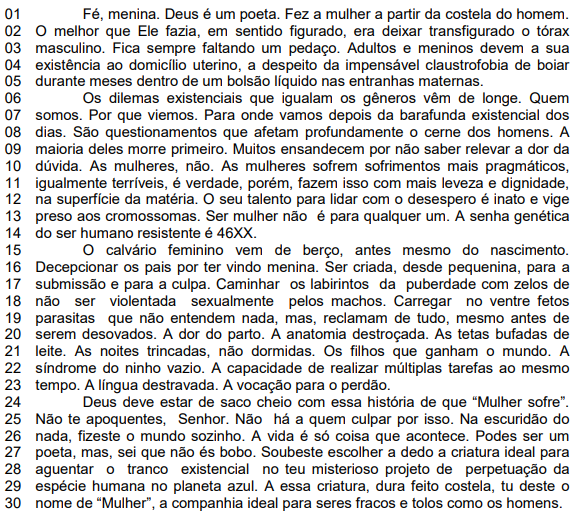 01 Fé, menina. Deus é um poeta. Fez a mulher a partir da costela do homem.
02 O melhor que Ele fazia, em sentido figurado, era deixar transfigurado o tórax
03 masculino. Fica sempre faltando um pedaço. Adultos e meninos devem a sua
04 existência ao domicílio uterino, a despeito da impensável claustrofobia de boiar
05 durante meses dentro de um bolsão líquido nas entranhas maternas.
06 Os dilemas existenciais que igualam os gêneros vêm de longe. Quem
07 somos. Por que viemos. Para onde vamos depois da barafunda existencial dos
08 dias. São questionamentos que afetam profundamente o cerne dos homens. A
09 maioria deles morre primeiro. Muitos ensandecem por não saber relevar a dor da
10 dúvida. As mulheres, não. As mulheres sofrem sofrimentos mais pragmáticos,
11 igualmente terríveis, é verdade, porém, fazem isso com mais leveza e dignidade,
12 na superfície da matéria. O seu talento para lidar com o desespero é inato e vige
13 preso aos cromossomas. Ser mulher não é para qualquer um. A senha genética
14 do ser humano resistente é 46XX.
15 O calvário feminino vem de berço, antes mesmo do nascimento.
16 Decepcionar os pais por ter vindo menina. Ser criada, desde pequenina, para a
17 submissão e para a culpa. Caminhar os labirintos da puberdade com zelos de
18 não ser violentada sexualmente pelos machos. Carregar no ventre fetos
19 parasitas que não entendem nada, mas, reclamam de tudo, mesmo antes de
20 serem desovados. A dor do parto. A anatomia destroçada. As tetas bufadas de
21 leite. As noites trincadas, não dormidas. Os filhos que ganham o mundo. A
22 síndrome do ninho vazio. A capacidade de realizar múltiplas tarefas ao mesmo
23 tempo. A língua destravada. A vocação para o perdão.
24 Deus deve estar de saco cheio com essa história de que “Mulher sofre”.
25 Não te apoquentes, Senhor. Não há a quem culpar por isso. Na escuridão do
26 nada, fizeste o mundo sozinho. A vida é só coisa que acontece. Podes ser um
27 poeta, mas, sei que não és bobo. Soubeste escolher a dedo a criatura ideal para
28 aguentar o tranco existencial no teu misterioso projeto de perpetuação da
29 espécie humana no planeta azul. A essa criatura, dura feito costela, tu deste o
30 nome de “Mulher”, a companhia ideal para seres fracos e tolos como os homens.